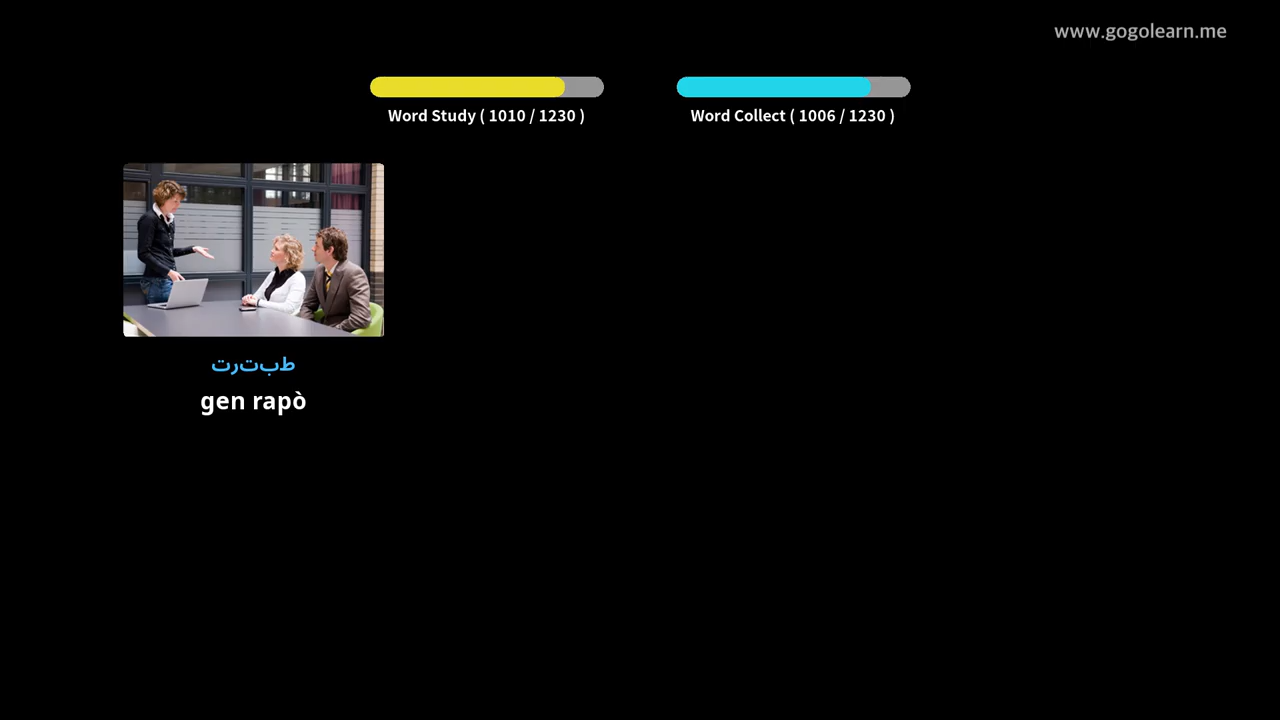 www.gogolearn.me
Word Study ( 1010 / 1230 )
Word Collect ( 1006 / 1230 )
طبترت
gen rapò